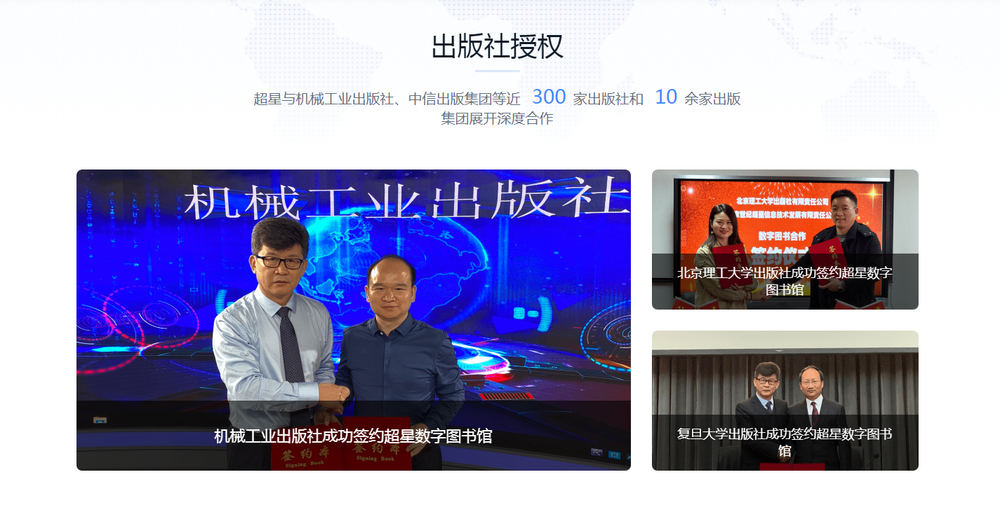 出版社授权
超星与机械工业出版社、中信出版集团等近 300 家出版社和 10 余家出版
集团展开深度合作
机械工业出版社
机械工业出版社成功签约超星数字图书馆
签约本
Signing Book
签约本
Signing Book
北京理工大学出版社有限责任公司
京世纪超星信息技术发展有限责任公
数字图书合作
签约仪式
签约本
签约本
北京理工大学出版社成功签约超星数字
图书馆
复旦大学出版社成功签约超星数字图书
馆